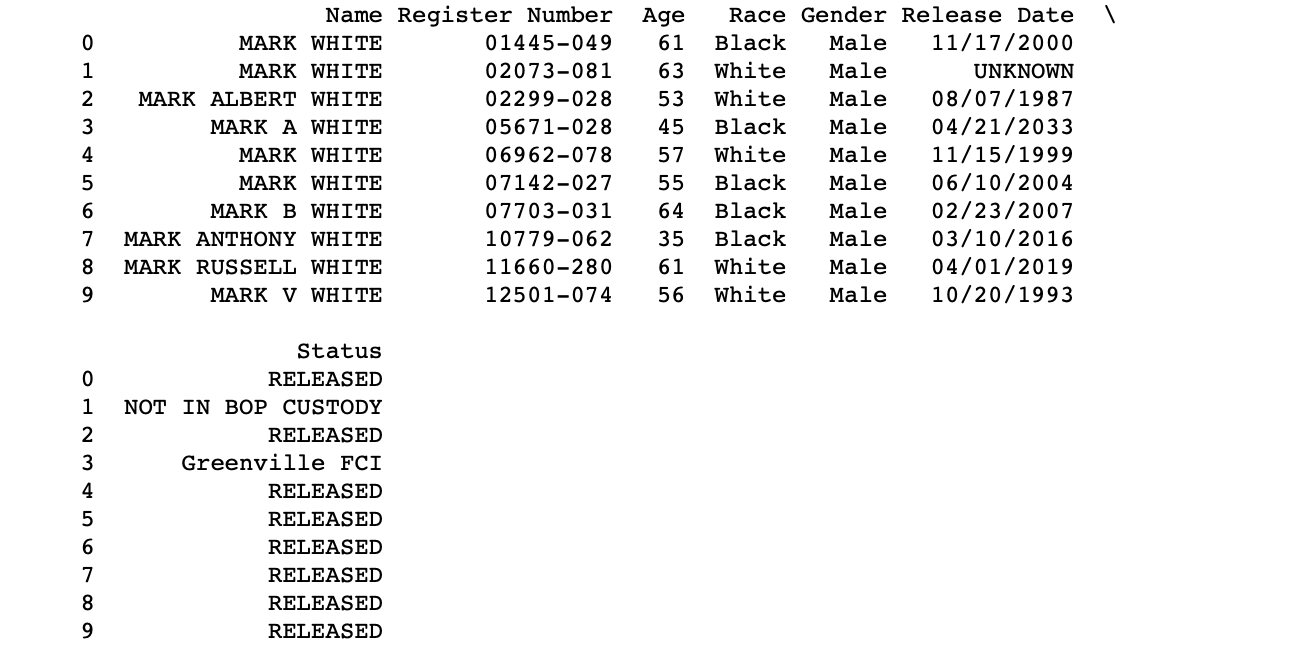 Name Register Number Age Race Gender Release Date \
0 MARK WHITE 01445-049 61 Black Male 11/17/2000
1 MARK WHITE 02073-081 63 White Male UNKNOWN
2 MARK ALBERT WHITE 02299-028 53 White Male 08/07/1987
3 MARK A WHITE 05671-028 45 Black Male 04/21/2033
4 MARK WHITE 06962-078 57 White Male 11/15/1999
5 MARK WHITE 07142-027 55 Black Male 06/10/2004
6 MARK B WHITE 07703-031 64 Black Male 02/23/2007
7 MARK ANTHONY WHITE 10779-062 35 Black Male 03/10/2016
8 MARK RUSSELL WHITE 11660-280 61 White Male 04/01/2019
9 MARK V WHITE 12501-074 56 White Male 10/20/1993
Status
0 RELEASED
1 NOT IN BOP CUSTODY
2 RELEASED
3 Greenville FCI
4 RELEASED
5 RELEASED
6 RELEASED
7 RELEASED
8 RELEASED
9 RELEASED